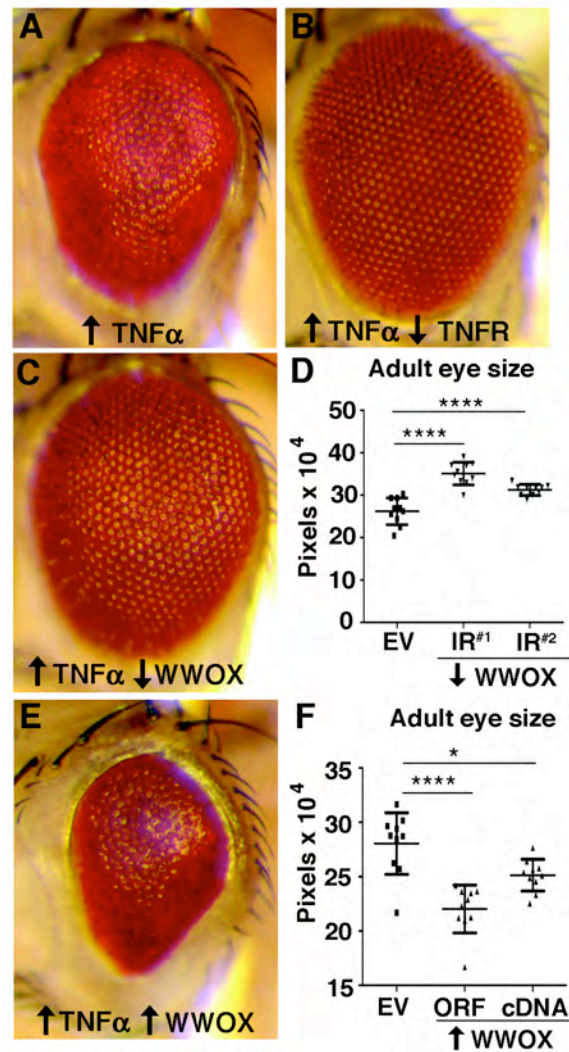 A
↑ TNFα
B
↑ TNFα ↓ TNFR
C
↑ TNFα ↓ WWOX
D Adult eye size
****
****
Pixels x 10⁴
50
40
30
20
10
0
EV IR#1 IR#2
↓ WWOX
E
↑TNFα ↑ WWOX
F Adult eye size
*
****
Pixels x 10⁴
35
30
25
20
15
EV ORF cDNA
↑ WWOX